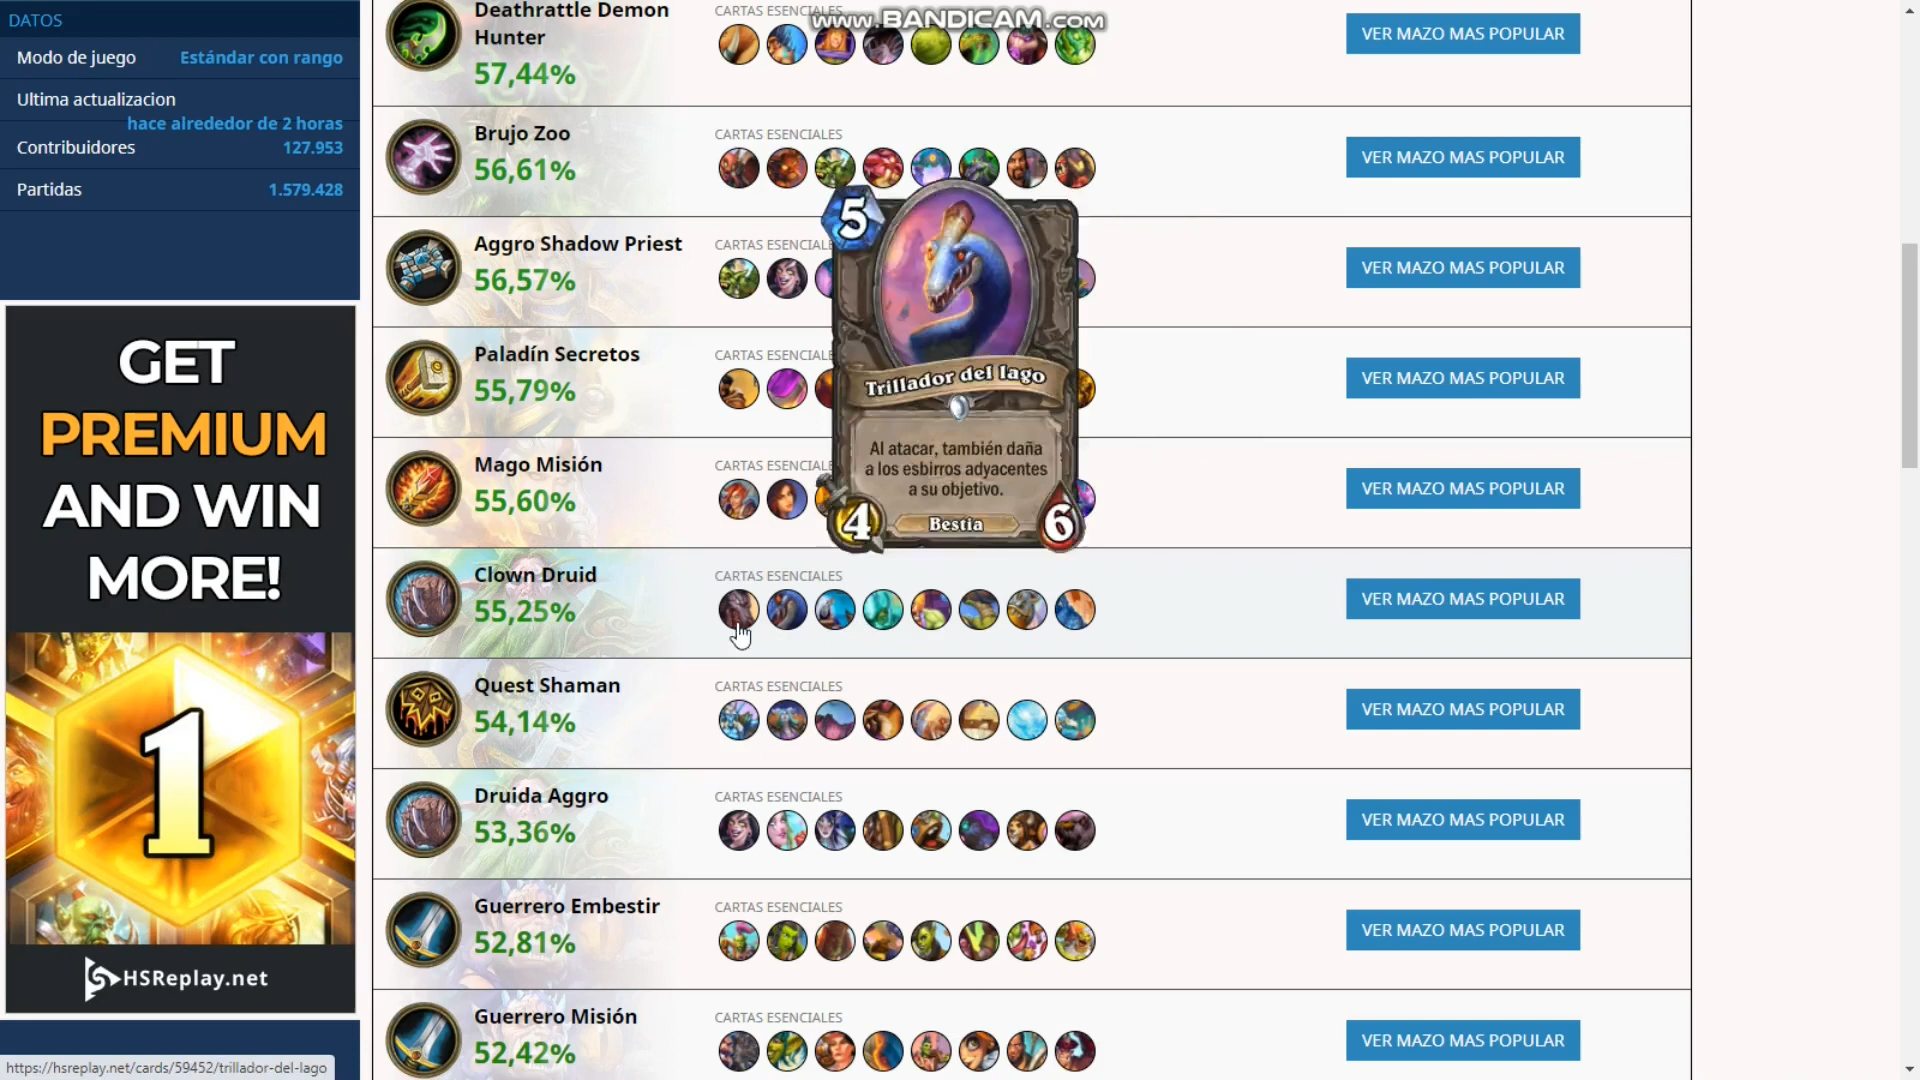 DATOS
Modo de juego Estándar con rango
Ultima actualizacion
hace alrededor de 2 horas
Contribuidores 127.953
Partidas 1.579.428
GET
PREMIUM
AND WIN
MORE!
1
HSReplay.net
https://hsreplay.net/cards/59452/trillador-del-lago
www.BANDICAM.com
Deathrattle Demon
Hunter
57,44%
CARTAS ESENCIALES
VER MAZO MAS POPULAR
Brujo Zoo
56,61%
CARTAS ESENCIALES
VER MAZO MAS POPULAR
Aggro Shadow Priest
56,57%
CARTAS ESENCIALES
VER MAZO MAS POPULAR
Paladín Secretos
55,79%
CARTAS ESENCIALES
VER MAZO MAS POPULAR
Mago Misión
55,60%
CARTAS ESENCIALES
VER MAZO MAS POPULAR
5
Trillador del lago
Al atacar, también daña
a los esbirros adyacentes
a su objetivo.
4
Bestia
6
Clown Druid
55,25%
CARTAS ESENCIALES
VER MAZO MAS POPULAR
Quest Shaman
54,14%
CARTAS ESENCIALES
VER MAZO MAS POPULAR
Druida Aggro
53,36%
CARTAS ESENCIALES
VER MAZO MAS POPULAR
Guerrero Embestir
52,81%
CARTAS ESENCIALES
VER MAZO MAS POPULAR
Guerrero Misión
52,42%
CARTAS ESENCIALES
VER MAZO MAS POPULAR